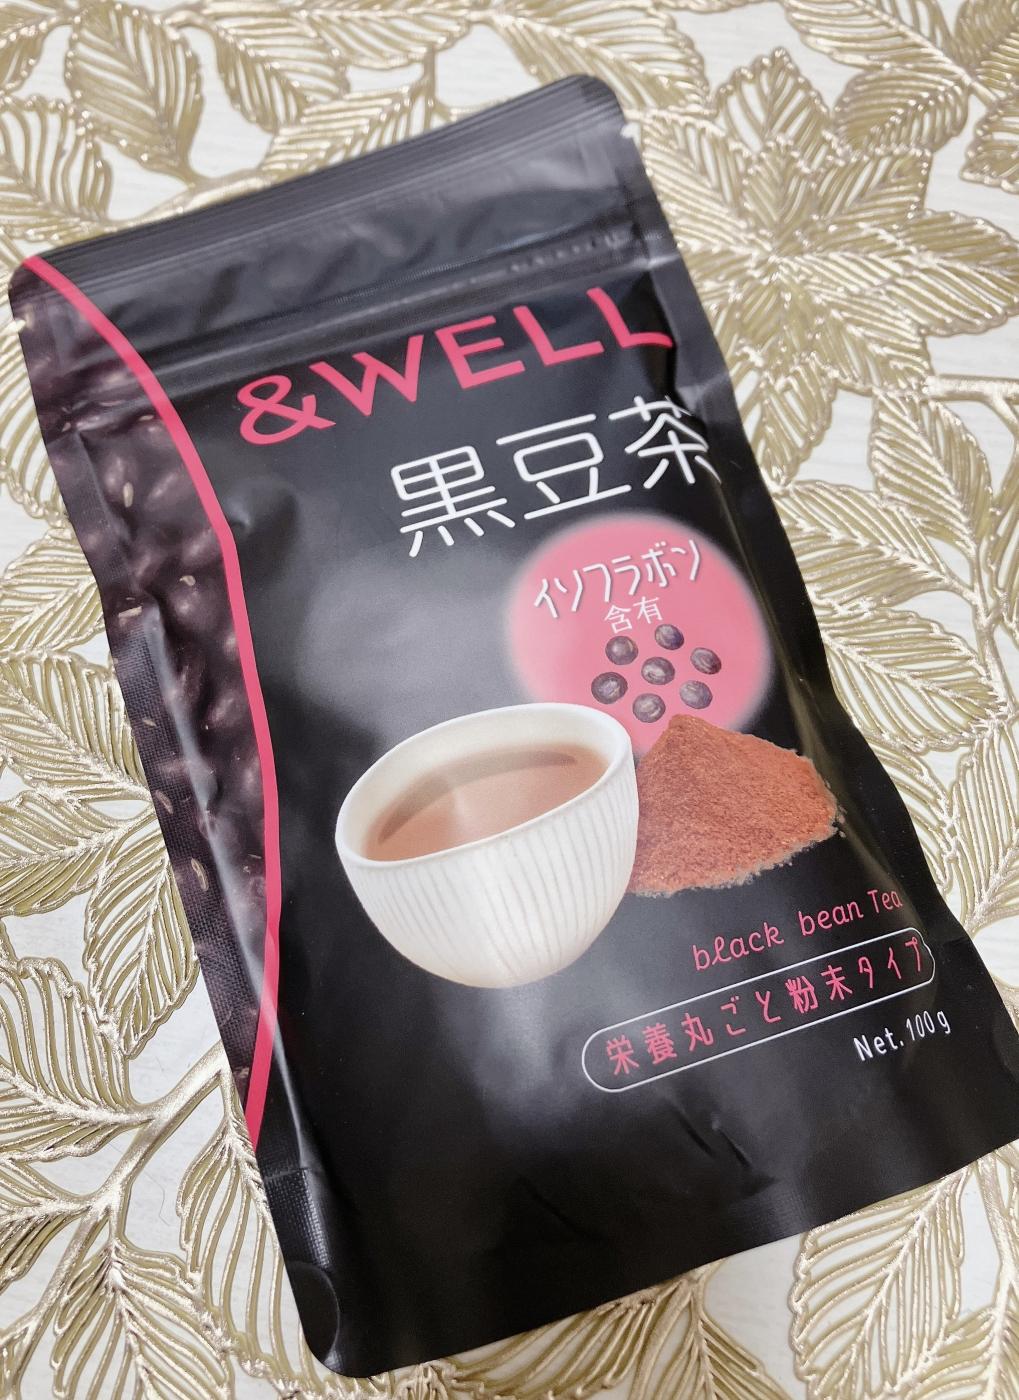 &WELL
黒豆茶
イソフラボン
含有
black bean Tea
栄養丸ごと粉末タイプ
Net. 100g